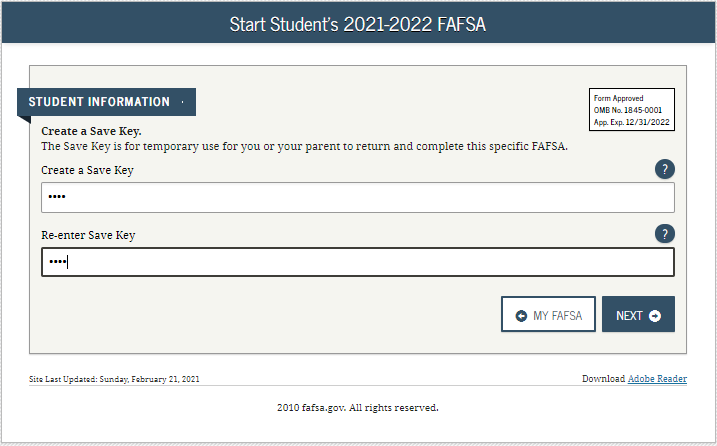 Start Student's 2021-2022 FAFSA
STUDENT INFORMATION
Form Approved
OMB No. 1845-0001
App. Exp. 12/31/2022
Create a Save Key.
The Save Key is for temporary use for you or your parent to return and complete this specific FAFSA.
Create a Save Key
?
••••
Re-enter Save Key
?
••••
MY FAFSA
NEXT
Site Last Updated: Sunday, February 21, 2021
Download Adobe Reader
2010 fafsa.gov. All rights reserved.